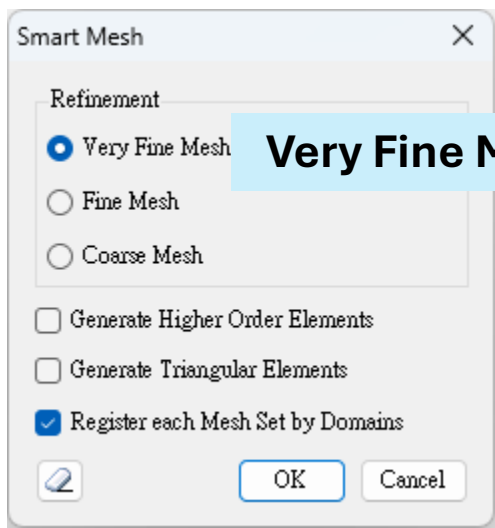 Smart Mesh
Refinement
Very Fine Mesh
Very Fine
Fine Mesh
Coarse Mesh
Generate Higher Order Elements
Generate Triangular Elements
Register each Mesh Set by Domains
OK
Cancel